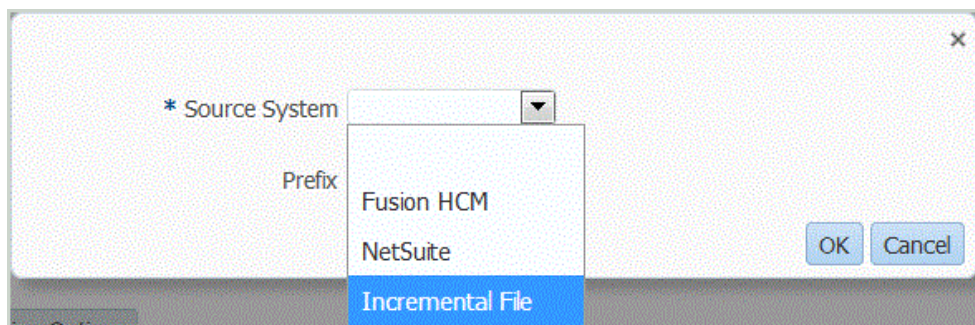 * Source System
Prefix
Fusion HCM
NetSuite
Incremental File
OK Cancel